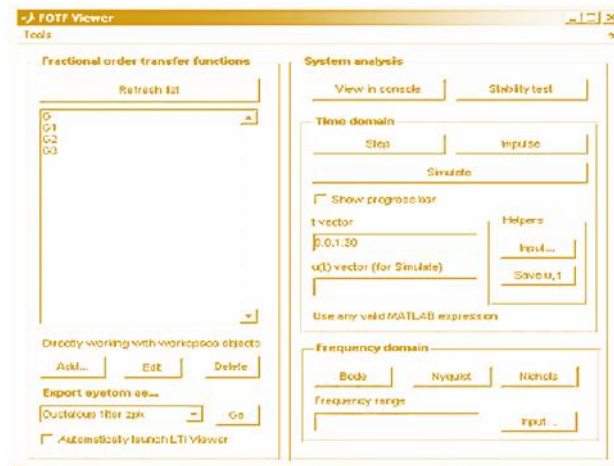 FOTF Viewer
Tools
Fractional order transfer functions
Refresh list
G
G1
G2
G3
Directly working with workspace objects
Add...
Edit
Delete
Export system as...
Oustaloup filter zpk
Go
Automatically launch LTI Viewer
System analysis
View in console
Stability test
Time domain
Step
Impulse
Simulate
Show progress bar
t vector
Helpers
0:0.1:30
Input...
u(t) vector (for Simulate)
Save u, t
Use any valid MATLAB expression
Frequency domain
Bode
Nyquist
Nichols
Frequency range
Input...